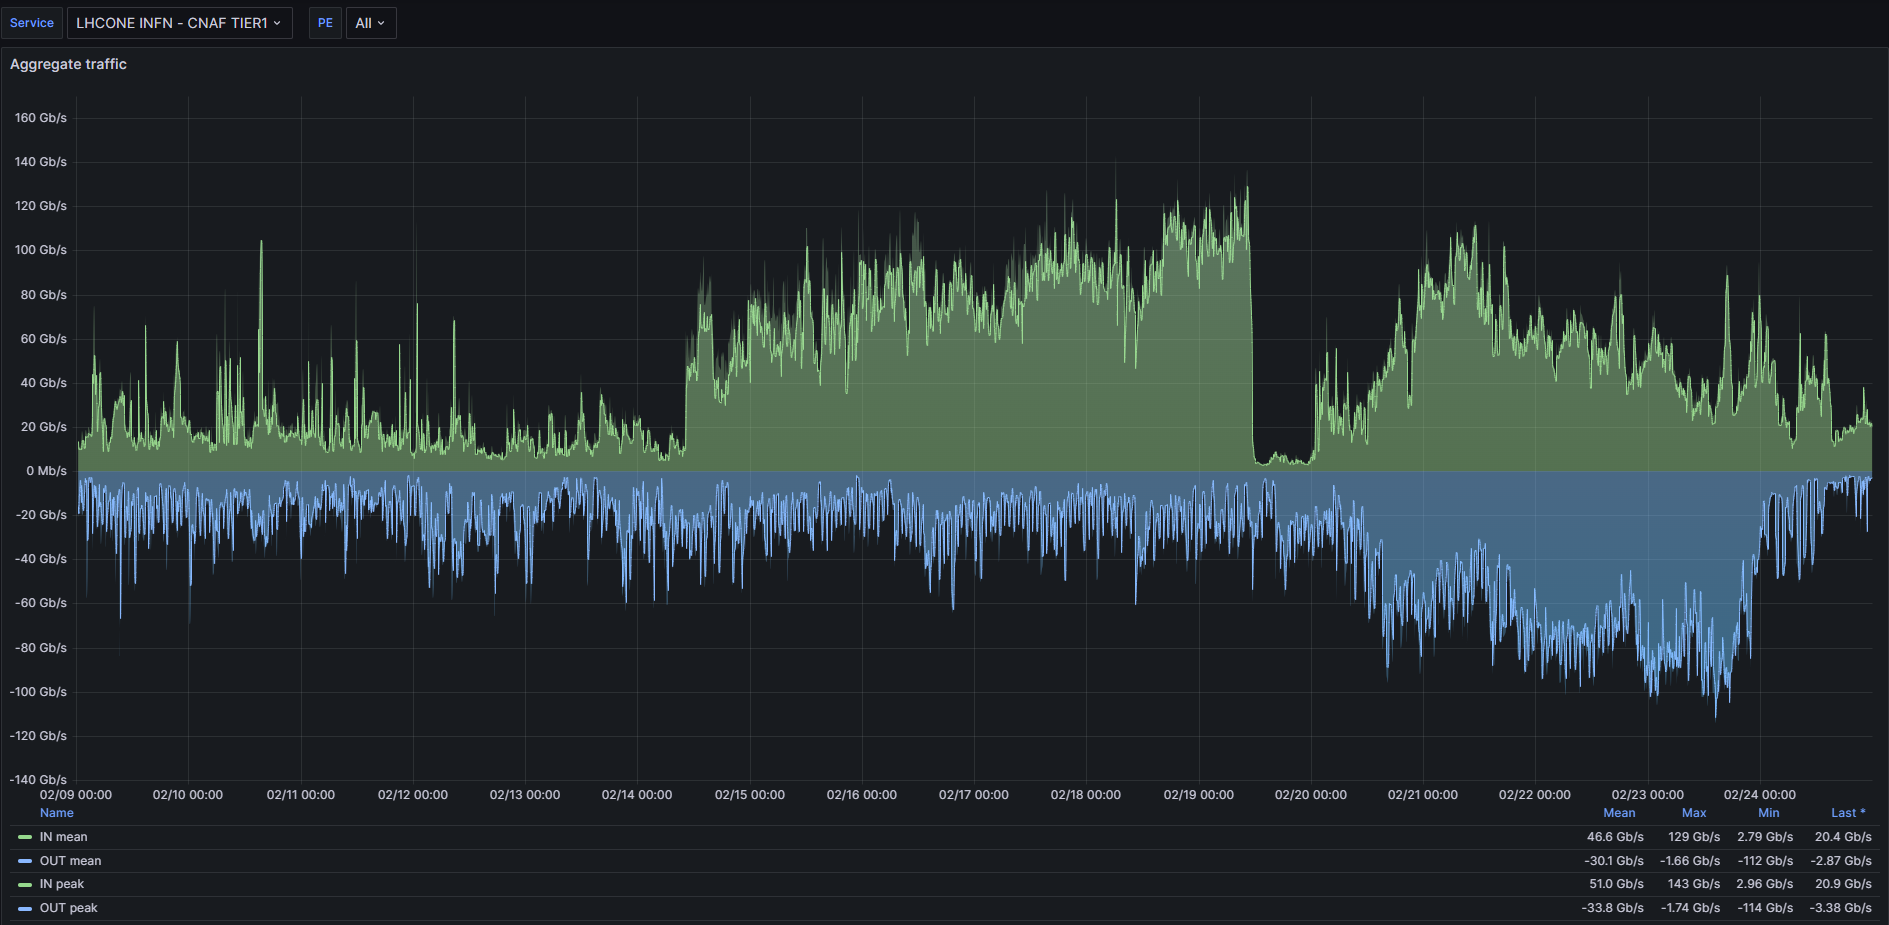 Service LHCONE INFN - CNAF TIER1 PE All
Aggregate traffic
160 Gb/s
140 Gb/s
120 Gb/s
100 Gb/s
80 Gb/s
60 Gb/s
40 Gb/s
20 Gb/s
0 Mb/s
-20 Gb/s
-40 Gb/s
-60 Gb/s
-80 Gb/s
-100 Gb/s
-120 Gb/s
-140 Gb/s
02/09 00:00 02/10 00:00 02/11 00:00 02/12 00:00 02/13 00:00 02/14 00:00 02/15 00:00 02/16 00:00 02/17 00:00 02/18 00:00 02/19 00:00 02/20 00:00 02/21 00:00 02/22 00:00 02/23 00:00 02/24 00:00
Name Mean Max Min Last *
IN mean 46.6 Gb/s 129 Gb/s 2.79 Gb/s 20.4 Gb/s
OUT mean -30.1 Gb/s -1.66 Gb/s -112 Gb/s -2.87 Gb/s
IN peak 51.0 Gb/s 143 Gb/s 2.96 Gb/s 20.9 Gb/s
OUT peak -33.8 Gb/s -1.74 Gb/s -114 Gb/s -3.38 Gb/s